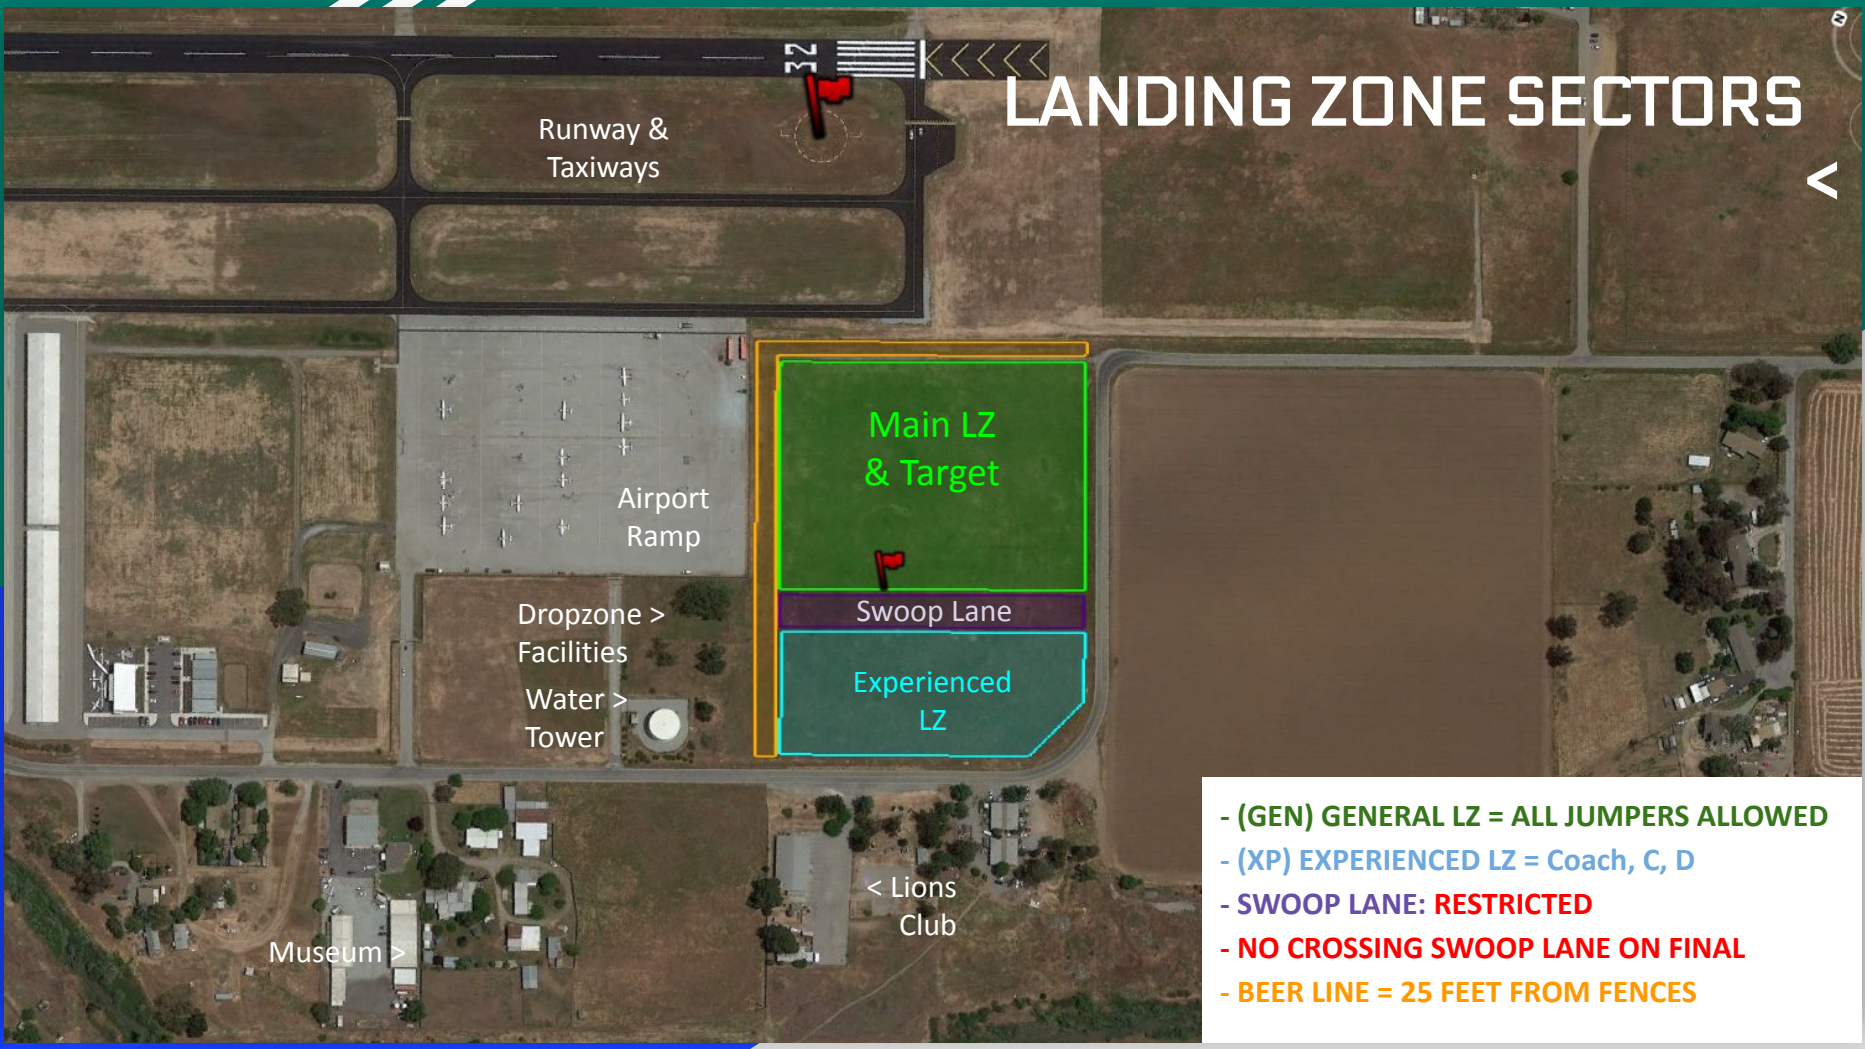 N
32
LANDING ZONE SECTORS
<
Runway &
Taxiways
Main LZ
& Target
Airport
Ramp
Swoop Lane
Dropzone >
Facilities
Experienced
LZ
Water >
Tower
< Lions
Club
Museum >
- (GEN) GENERAL LZ = ALL JUMPERS ALLOWED
- (XP) EXPERIENCED LZ = Coach, C, D
- SWOOP LANE: RESTRICTED
- NO CROSSING SWOOP LANE ON FINAL
- BEER LINE = 25 FEET FROM FENCES